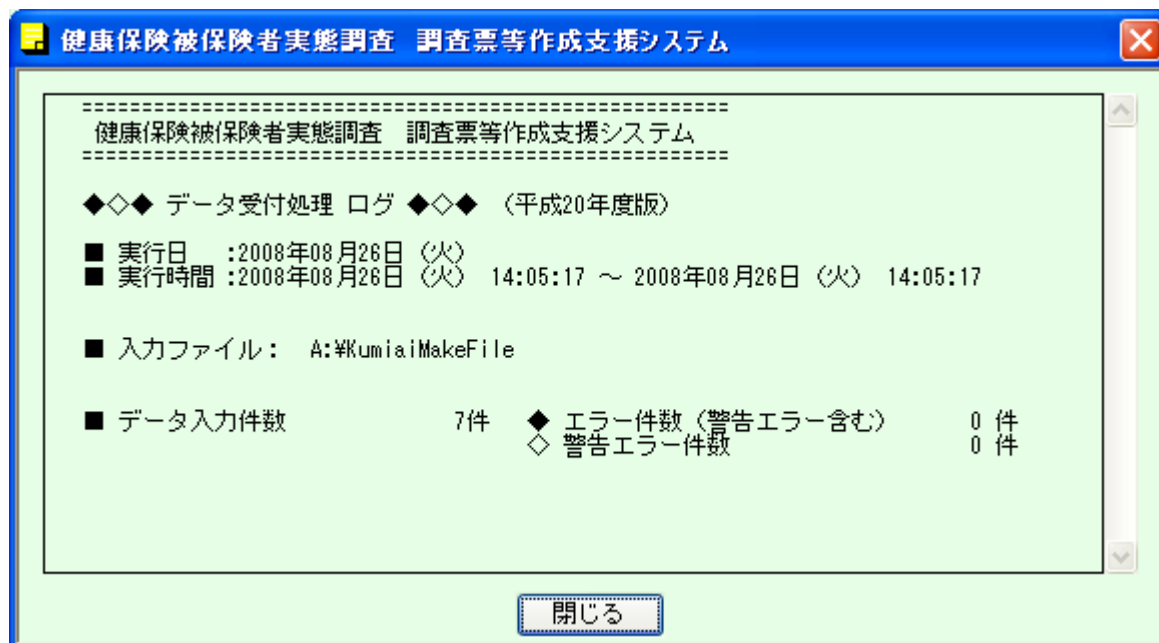 健康保険被保険者実態調査　調査票等作成支援システム
======================================================
健康保険被保険者実態調査　調査票等作成支援システム
======================================================
◆◇◆ データ受付処理 ログ ◆◇◆ （平成20年度版）
■ 実行日　:2008年08月26日（火）
■ 実行時間:2008年08月26日（火） 14:05:17 ～ 2008年08月26日（火） 14:05:17
■ 入力ファイル： A:¥KumiaiMakeFile
■ データ入力件数　7件　◆ エラー件数（警告エラー含む）　0 件
◇ 警告エラー件数　0 件
閉じる